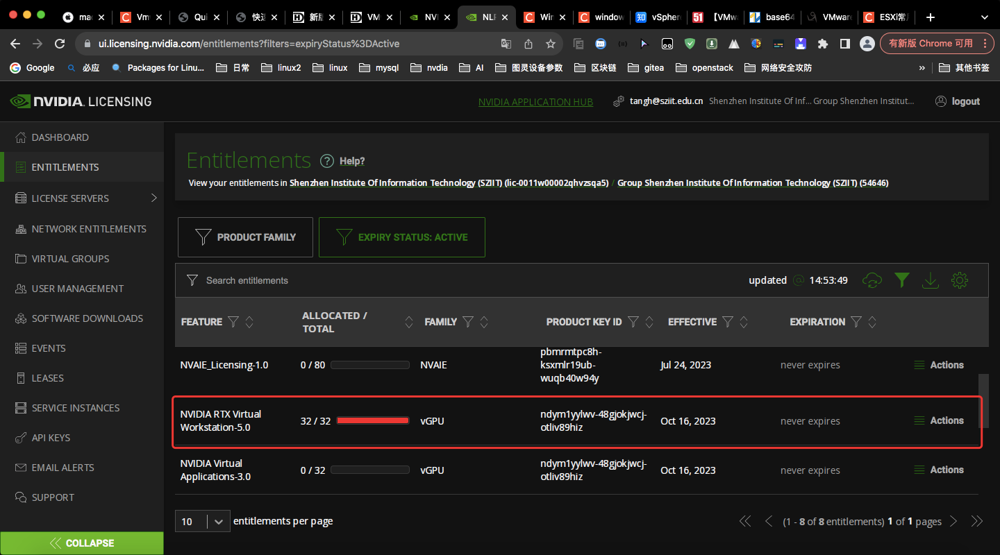 ma
Vm
Qui
快速
新版
VM
NVI
NLP
Win
window
vSphere
【VMwa
base64
VMware
ESXi常
ui.licensing.nvidia.com/entitlements?filters=expiryStatus%3DActive
有新版 Chrome 可用
Google
必应
Packages for Linu...
日常
linux2
linux
mysql
nvdia
AI
图灵设备参数
区块链
gitea
openstack
网络安全攻防
»
其他书签
NVIDIA. LICENSING
NVIDIA APPLICATION HUB
tangh@sziit.edu.cn
Shenzhen Institute Of Inf... Group Shenzhen Institut...
logout
DASHBOARD
ENTITLEMENTS
LICENSE SERVERS
NETWORK ENTITLEMENTS
VIRTUAL GROUPS
USER MANAGEMENT
SOFTWARE DOWNLOADS
EVENTS
LEASES
SERVICE INSTANCES
API KEYS
EMAIL ALERTS
SUPPORT
COLLAPSE
Entitlements ? Help?
View your entitlements in Shenzhen Institute Of Information Technology (SZIIT) (lic-0011w00002qhvzsqa5) / Group Shenzhen Institute Of Information Technology (SZIIT) (54646)
PRODUCT FAMILY
EXPIRY STATUS: ACTIVE
Search entitlements
updated @ 14:53:49
FEATURE
ALLOCATED /
TOTAL
FAMILY
PRODUCT KEY ID
EFFECTIVE
EXPIRATION
NVAIE_Licensing-1.0
0 / 80
NVAIE
pbmrmtpc8h-
ksxmlr19ub-
wuqb40w94y
Jul 24, 2023
never expires
Actions
NVIDIA RTX Virtual
Workstation-5.0
32 / 32
vGPU
ndym1yylwv-48gjokjwcj-
otliv89hiz
Oct 16, 2023
never expires
Actions
NVIDIA Virtual
Applications-3.0
0 / 32
vGPU
ndym1yylwv-48gjokjwcj-
otliv89hiz
Oct 16, 2023
never expires
Actions
10
entitlements per page
(1 - 8 of 8 entitlements) 1 of 1 pages